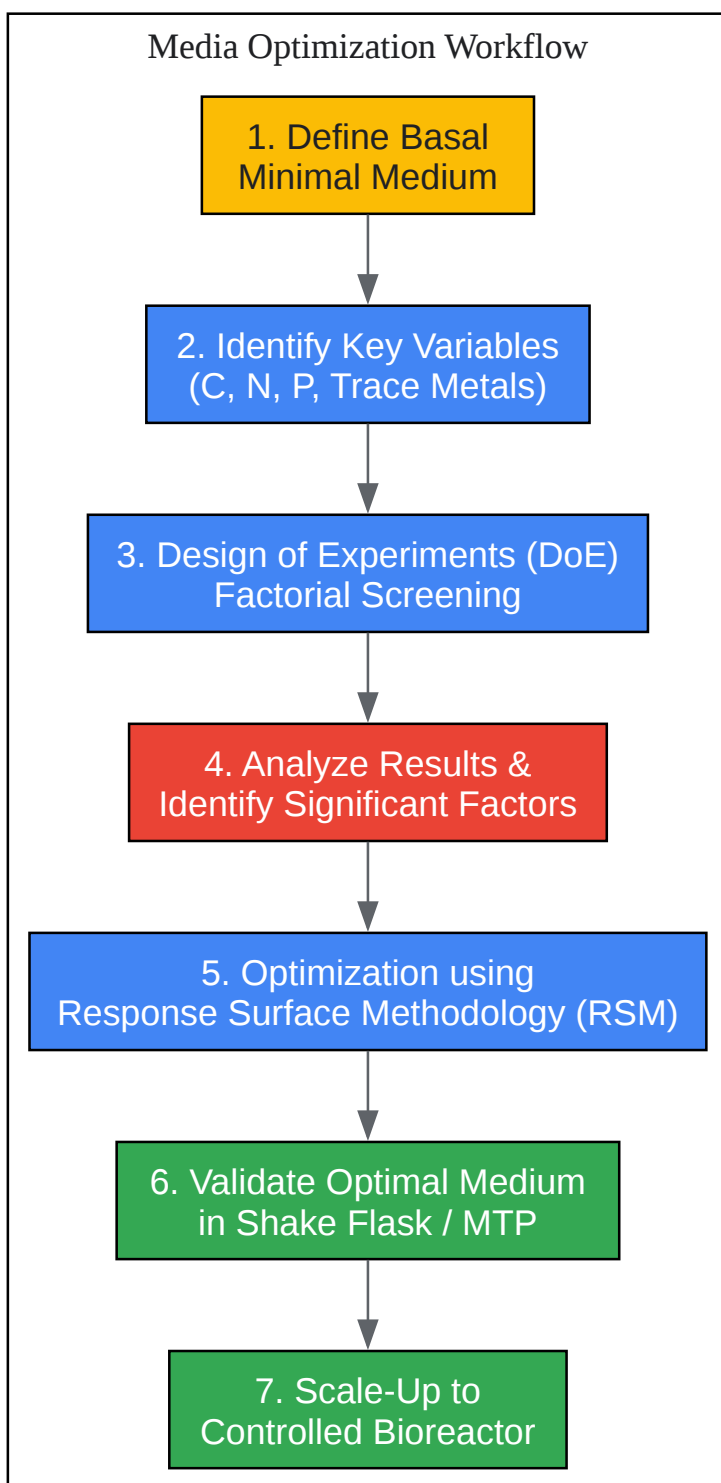 Media Optimization Workflow
1. Define Basal
Minimal Medium
2. Identify Key Variables
(C, N, P, Trace Metals)
3. Design of Experiments (DoE)
Factorial Screening
4. Analyze Results &
Identify Significant Factors
5. Optimization using
Response Surface Methodology (RSM)
6. Validate Optimal Medium
in Shake Flask / MTP
7. Scale-Up to
Controlled Bioreactor